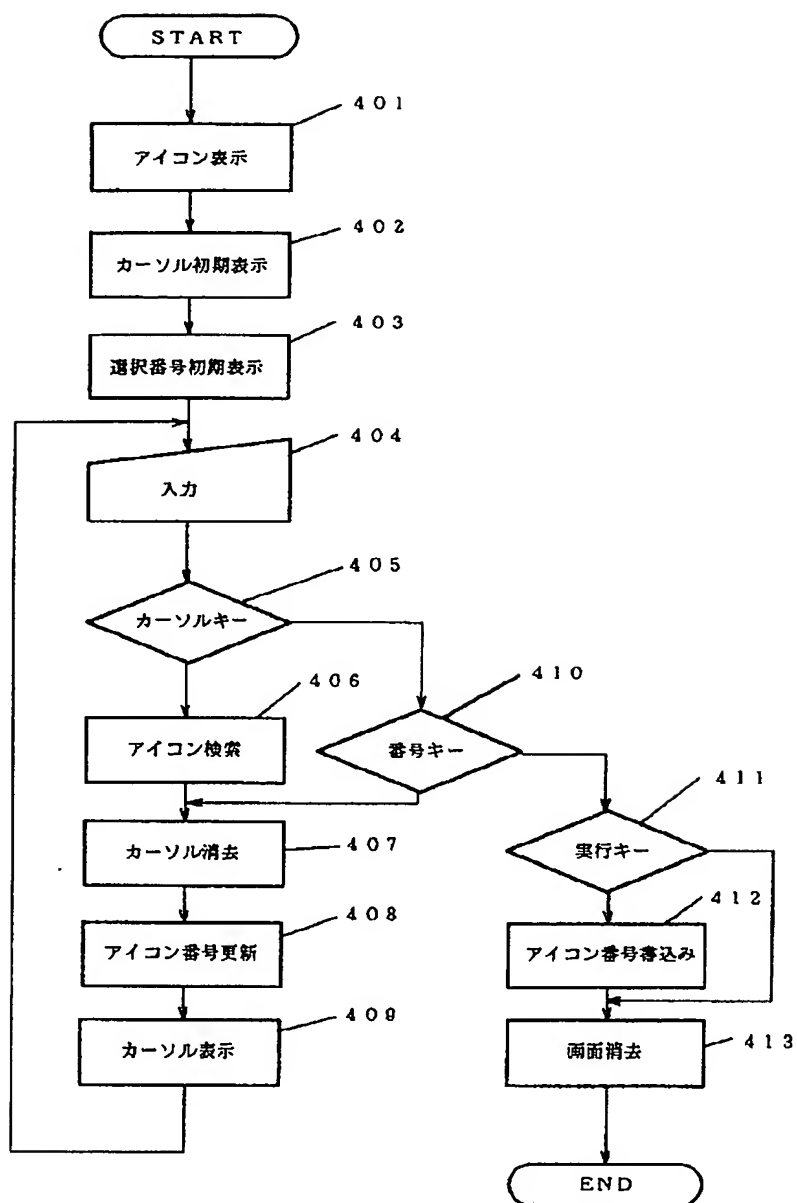 START
401
アイコン表示
402
カーソル初期表示
403
選択番号初期表示
404
入力
405
カーソルキー
406
アイコン検索
410
番号キー
411
実行キー
407
カーソル消去
412
アイコン番号書込み
408
アイコン番号更新
409
カーソル表示
413
画面消去
END